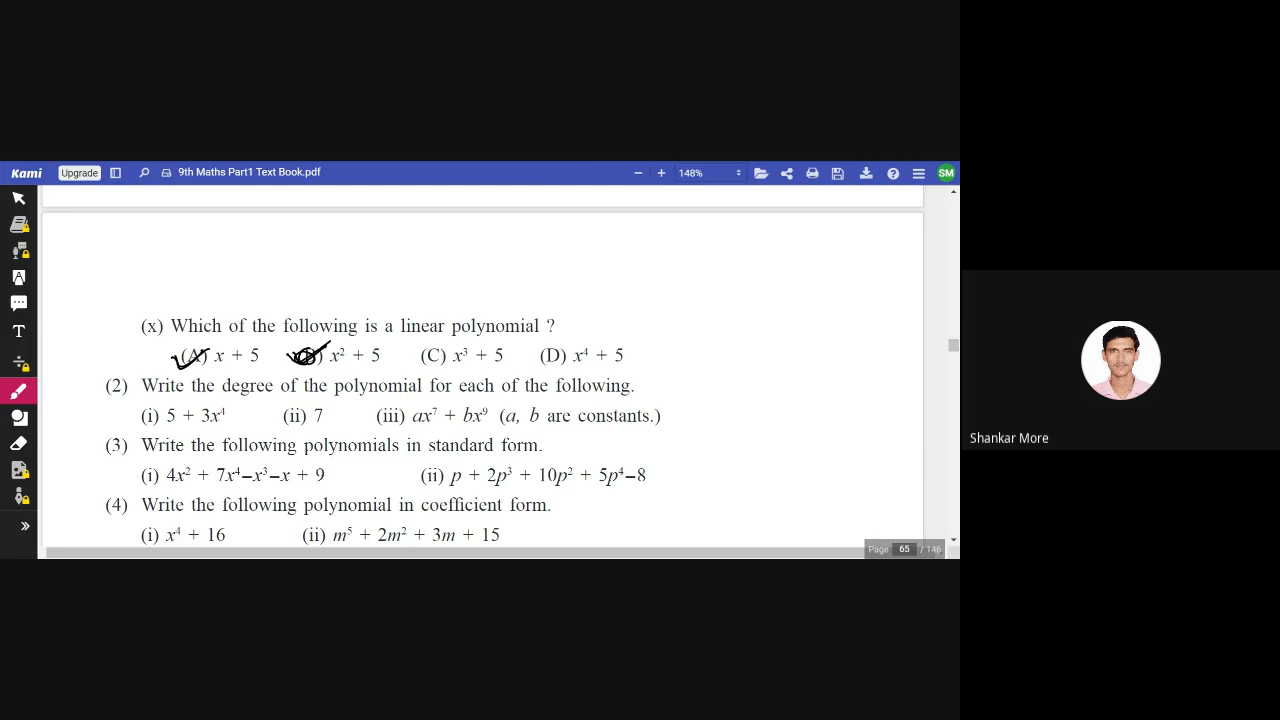 Kami Upgrade 9th Maths Part1 Text Book.pdf 148% SM
(x) Which of the following is a linear polynomial ?
(A) x + 5 (B) x² + 5 (C) x³ + 5 (D) x⁴ + 5
(2) Write the degree of the polynomial for each of the following.
(i) 5 + 3x⁴ (ii) 7 (iii) ax⁷ + bx⁹ (a, b are constants.)
(3) Write the following polynomials in standard form.
(i) 4x² + 7x⁴−x³−x + 9 (ii) p + 2p³ + 10p² + 5p⁴−8
(4) Write the following polynomial in coefficient form.
(i) x⁴ + 16 (ii) m⁵ + 2m² + 3m + 15
Page 65 / 146
Shankar More